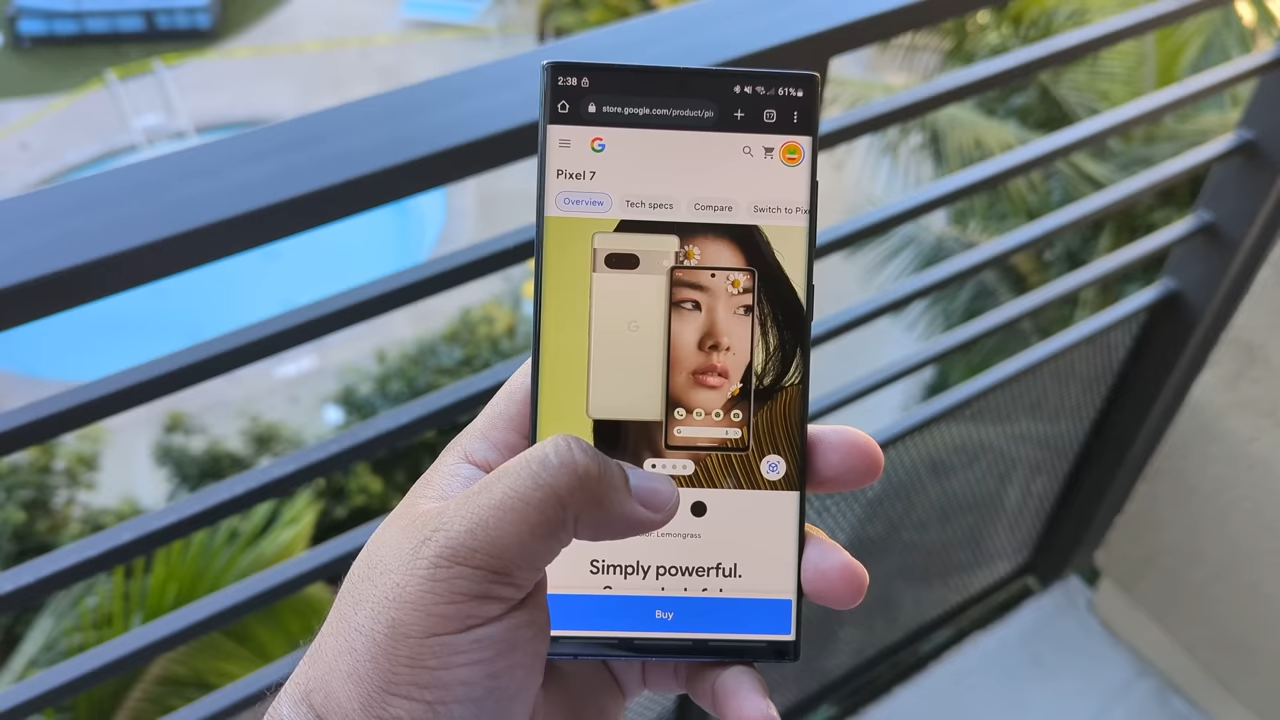 2:38 61%
store.google.com/product/pi 17
Pixel 7
Overview Tech specs Compare Switch to Pix
Lemongrass
Simply powerful.
Buy